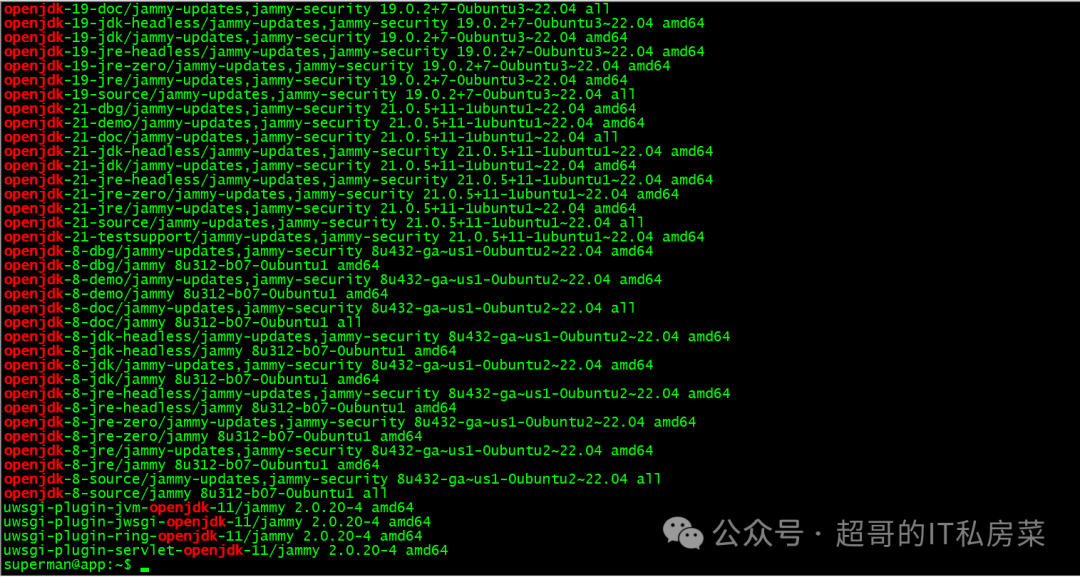 openjdk-19-doc/jammy-updates,jammy-security 19.0.2+7-0ubuntu3~22.04 all
openjdk-19-jdk-headless/jammy-updates,jammy-security 19.0.2+7-0ubuntu3~22.04 amd64
openjdk-19-jdk/jammy-updates,jammy-security 19.0.2+7-0ubuntu3~22.04 amd64
openjdk-19-jre-headless/jammy-updates,jammy-security 19.0.2+7-0ubuntu3~22.04 amd64
openjdk-19-jre-zero/jammy-updates,jammy-security 19.0.2+7-0ubuntu3~22.04 amd64
openjdk-19-jre/jammy-updates,jammy-security 19.0.2+7-0ubuntu3~22.04 amd64
openjdk-19-source/jammy-updates,jammy-security 19.0.2+7-0ubuntu3~22.04 all
openjdk-21-dbg/jammy-updates,jammy-security 21.0.5+11-1ubuntu1~22.04 amd64
openjdk-21-demo/jammy-updates,jammy-security 21.0.5+11-1ubuntu1~22.04 amd64
openjdk-21-doc/jammy-updates,jammy-security 21.0.5+11-1ubuntu1~22.04 all
openjdk-21-jdk-headless/jammy-updates,jammy-security 21.0.5+11-1ubuntu1~22.04 amd64
openjdk-21-jdk/jammy-updates,jammy-security 21.0.5+11-1ubuntu1~22.04 amd64
openjdk-21-jre-headless/jammy-updates,jammy-security 21.0.5+11-1ubuntu1~22.04 amd64
openjdk-21-jre-zero/jammy-updates,jammy-security 21.0.5+11-1ubuntu1~22.04 amd64
openjdk-21-jre/jammy-updates,jammy-security 21.0.5+11-1ubuntu1~22.04 amd64
openjdk-21-source/jammy-updates,jammy-security 21.0.5+11-1ubuntu1~22.04 all
openjdk-21-testsupport/jammy-updates,jammy-security 21.0.5+11-1ubuntu1~22.04 amd64
openjdk-8-dbg/jammy-updates,jammy-security 8u432-ga~us1-0ubuntu2~22.04 amd64
openjdk-8-dbg/jammy 8u312-b07-0ubuntu1 amd64
openjdk-8-demo/jammy-updates,jammy-security 8u432-ga~us1-0ubuntu2~22.04 amd64
openjdk-8-demo/jammy 8u312-b07-0ubuntu1 amd64
openjdk-8-doc/jammy-updates,jammy-security 8u432-ga~us1-0ubuntu2~22.04 all
openjdk-8-doc/jammy 8u312-b07-0ubuntu1 all
openjdk-8-jdk-headless/jammy-updates,jammy-security 8u432-ga~us1-0ubuntu2~22.04 amd64
openjdk-8-jdk-headless/jammy 8u312-b07-0ubuntu1 amd64
openjdk-8-jdk/jammy-updates,jammy-security 8u432-ga~us1-0ubuntu2~22.04 amd64
openjdk-8-jdk/jammy 8u312-b07-0ubuntu1 amd64
openjdk-8-jre-headless/jammy-updates,jammy-security 8u432-ga~us1-0ubuntu2~22.04 amd64
openjdk-8-jre-headless/jammy 8u312-b07-0ubuntu1 amd64
openjdk-8-jre-zero/jammy-updates,jammy-security 8u432-ga~us1-0ubuntu2~22.04 amd64
openjdk-8-jre-zero/jammy 8u312-b07-0ubuntu1 amd64
openjdk-8-jre/jammy-updates,jammy-security 8u432-ga~us1-0ubuntu2~22.04 amd64
openjdk-8-jre/jammy 8u312-b07-0ubuntu1 amd64
openjdk-8-source/jammy-updates,jammy-security 8u432-ga~us1-0ubuntu2~22.04 all
openjdk-8-source/jammy 8u312-b07-0ubuntu1 all
uwsgi-plugin-jvm-openjdk-11/jammy 2.0.20-4 amd64
uwsgi-plugin-jwsgi-openjdk-11/jammy 2.0.20-4 amd64
uwsgi-plugin-ring-openjdk-11/jammy 2.0.20-4 amd64
uwsgi-plugin-servlet-openjdk-11/jammy 2.0.20-4 amd64
superman@app:~$
公众号 · 超哥的IT私房菜